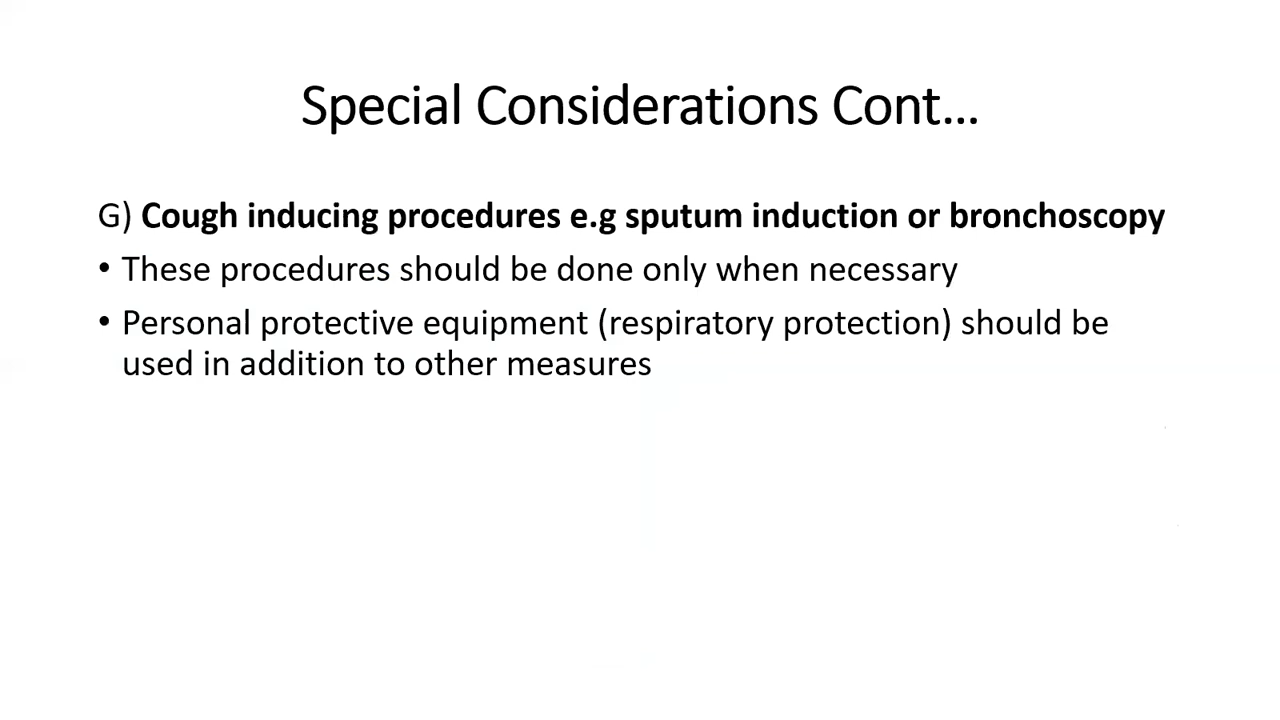 Special Considerations Cont…
G) Cough inducing procedures e.g sputum induction or bronchoscopy
• These procedures should be done only when necessary
• Personal protective equipment (respiratory protection) should be
used in addition to other measures